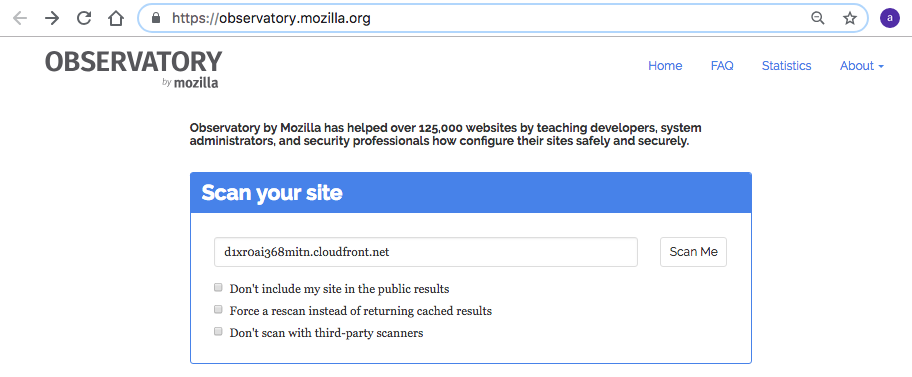 https://observatory.mozilla.org
a
OBSERVATORY
by mozilla
Home FAQ Statistics About
Observatory by Mozilla has helped over 125,000 websites by teaching developers, system
administrators, and security professionals how configure their sites safely and securely.
Scan your site
d1xr0ai368mitn.cloudfront.net Scan Me
Don't include my site in the public results
Force a rescan instead of returning cached results
Don't scan with third-party scanners